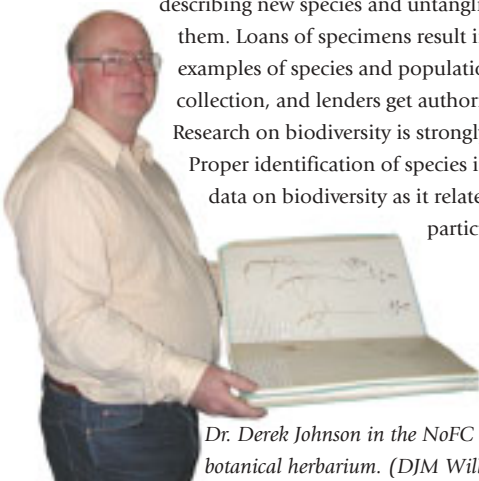 describing new species and untangli
them. Loans of specimens result i
examples of species and populatio
collection, and lenders get author
Research on biodiversity is strongl
Proper identification of species i
data on biodiversity as it relate
partic
Dr. Derek Johnson in the NoFC
botanical herbarium. (DJM Will